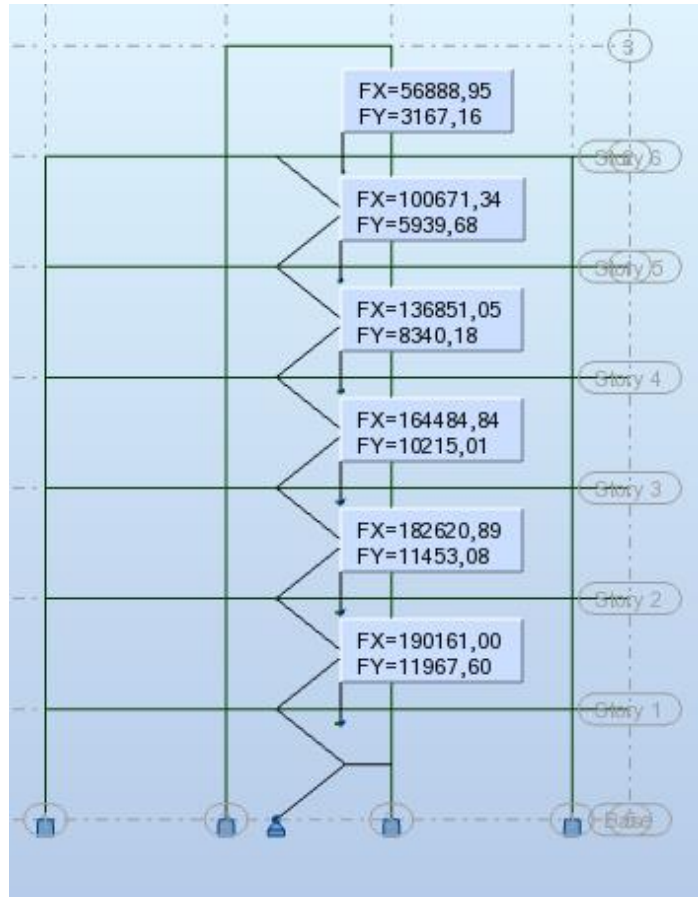 3
FX=56888,95
FY=3167,16
Story 6
FX=100671,34
FY=5939,68
Story 5
FX=136851,05
FY=8340,18
Story 4
FX=164484,84
FY=10215,01
Story 3
FX=182620,89
FY=11453,08
Story 2
FX=190161,00
FY=11967,60
Story 1
Base